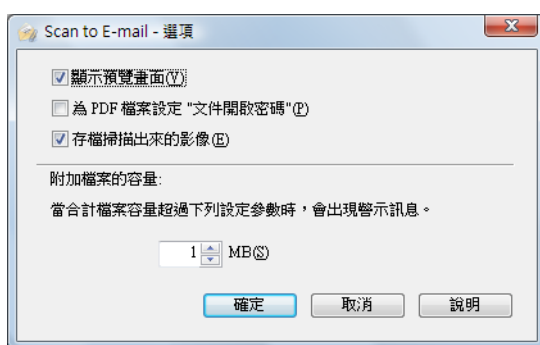 Scan to E-mail - 選項
顯示預覽畫面(V)
為 PDF 檔案設定 "文件開啟密碼"(P)
存檔掃描出來的影像(E)
附加檔案的容量:
當合計檔案容量超過下列設定參數時，會出現警示訊息。
1 MB(S)
確定 取消 說明